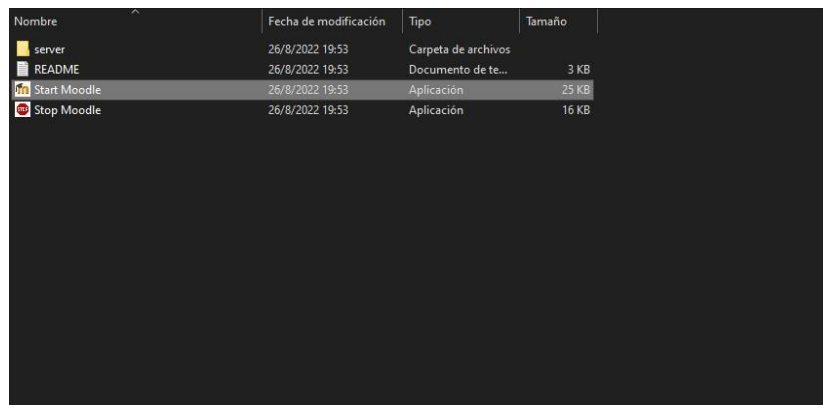 Nombre Fecha de modificación Tipo Tamaño
server 26/8/2022 19:53 Carpeta de archivos
README 26/8/2022 19:53 Documento de te... 3 KB
Start Moodle 26/8/2022 19:53 Aplicación 25 KB
Stop Moodle 26/8/2022 19:53 Aplicación 16 KB